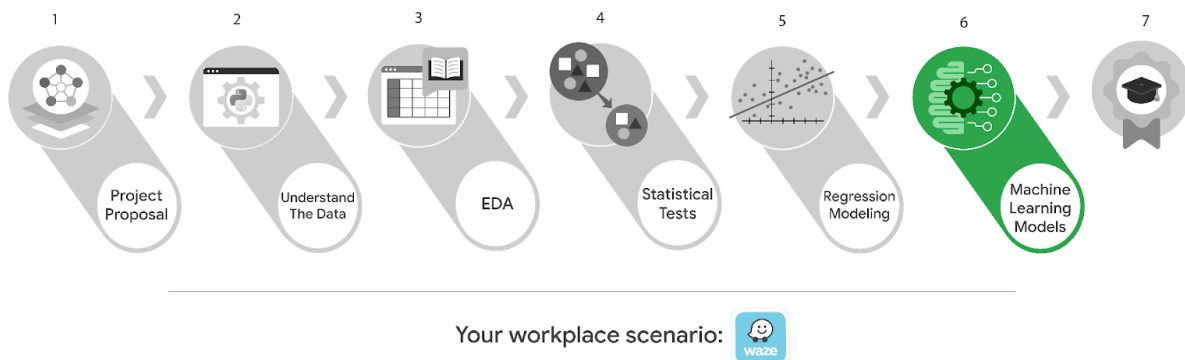 1
2
3
4
5
6
7
Project
Proposal
Understand
The Data
EDA
Statistical
Tests
Regression
Modeling
Machine
Learning
Models
Your workplace scenario:
waze